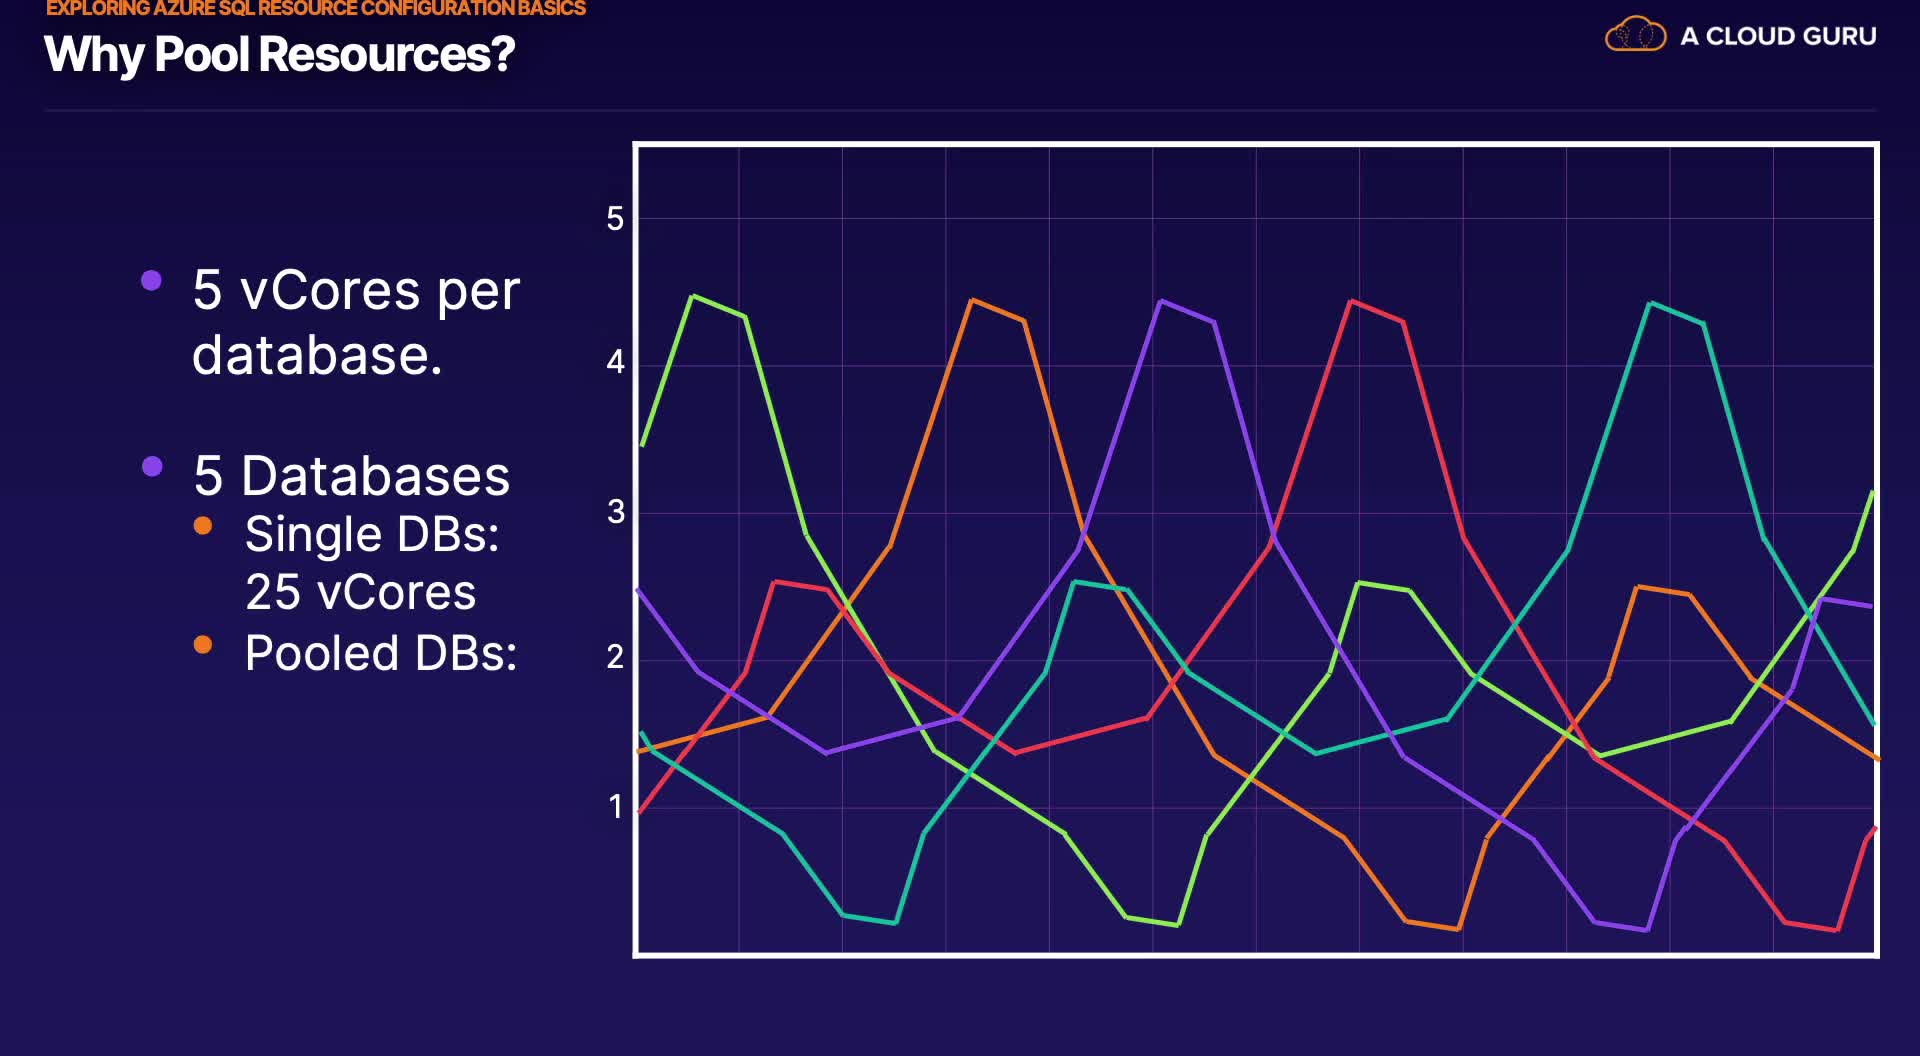 EXPLORING AZURE SQL RESOURCE CONFIGURATION BASICS
Why Pool Resources?
A CLOUD GURU
5 vCores per
database.
5 Databases
Single DBs:
25 vCores
Pooled DBs:
5
4
3
2
1